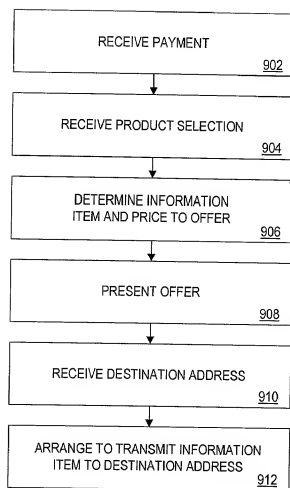 RECEIVE PAYMENT
902
RECEIVE PRODUCT SELECTION
904
DETERMINE INFORMATION
ITEM AND PRICE TO OFFER
906
PRESENT OFFER
908
RECEIVE DESTINATION ADDRESS
910
ARRANGE TO TRANSMIT INFORMATION
ITEM TO DESTINATION ADDRESS
912